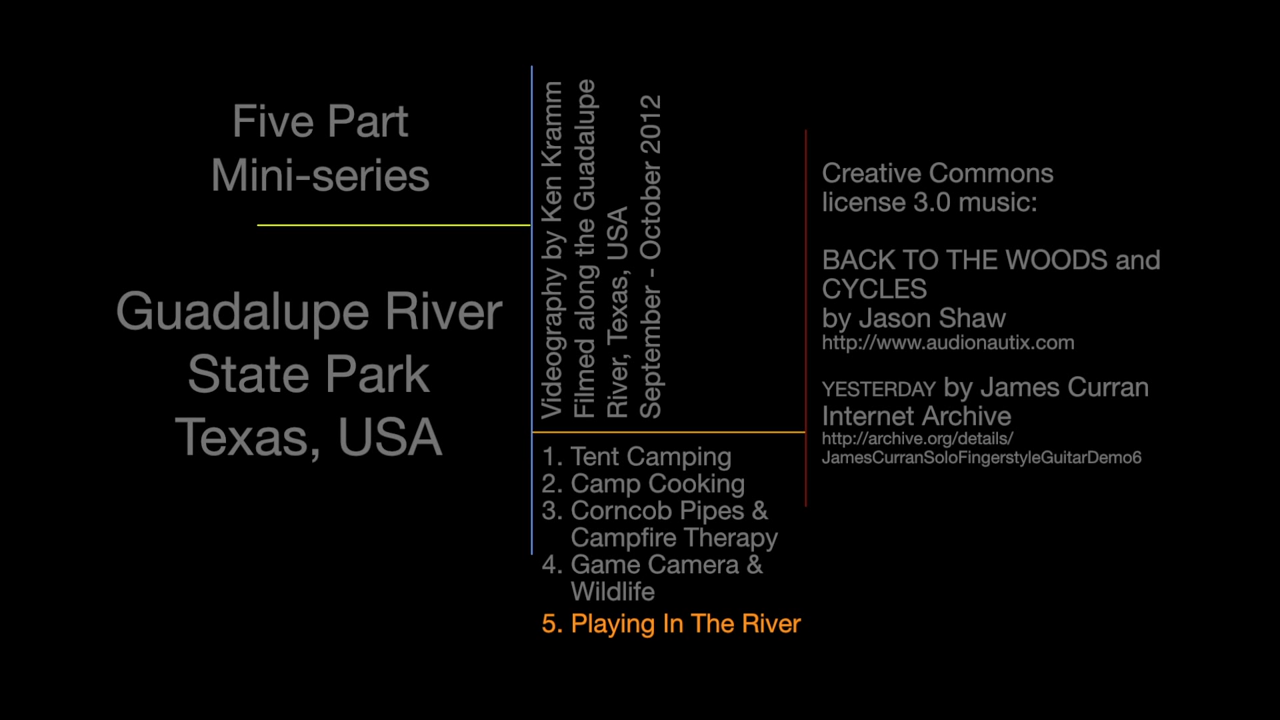 Five Part
Mini-series
Guadalupe River
State Park
Texas, USA
Videography by Ken Kramm
Filmed along the Guadalupe
River, Texas, USA
September - October 2012
1. Tent Camping
2. Camp Cooking
3. Corncob Pipes &
Campfire Therapy
4. Game Camera &
Wildlife
5. Playing In The River
Creative Commons
license 3.0 music:
BACK TO THE WOODS and
CYCLES
by Jason Shaw
http://www.audionautix.com
YESTERDAY by James Curran
Internet Archive
http://archive.org/details/
JamesCurranSoloFingerstyleGuitarDemo6